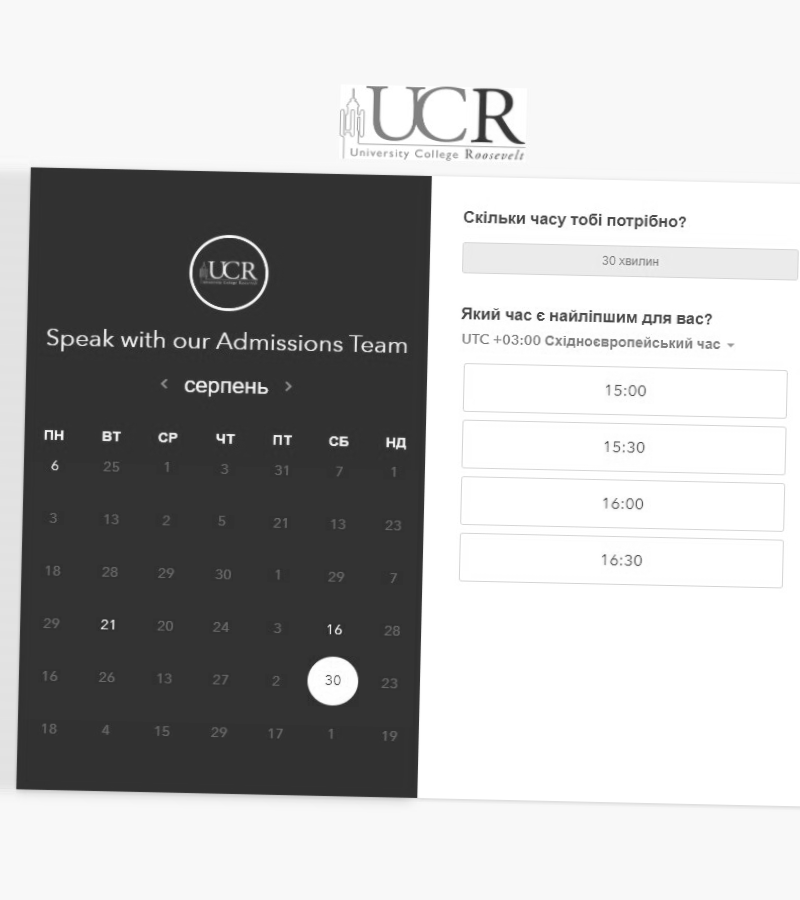 UCR
University College Roosevelt
UCR
Speak with our Admissions Team
серпень
ПН ВТ СР ЧТ ПТ СБ НД
6 25 1 3 31 7 1
3 13 2 5 21 13 23
18 28 29 30 1 29 7
29 21 20 24 3 16 28
16 26 13 27 2 30 23
18 4 15 29 17 1 19
Скільки часу тобі потрібно?
30 хвилин
Який час є найліпшим для вас?
UTC +03:00 Східноєвропейський час
15:00
15:30
16:00
16:30